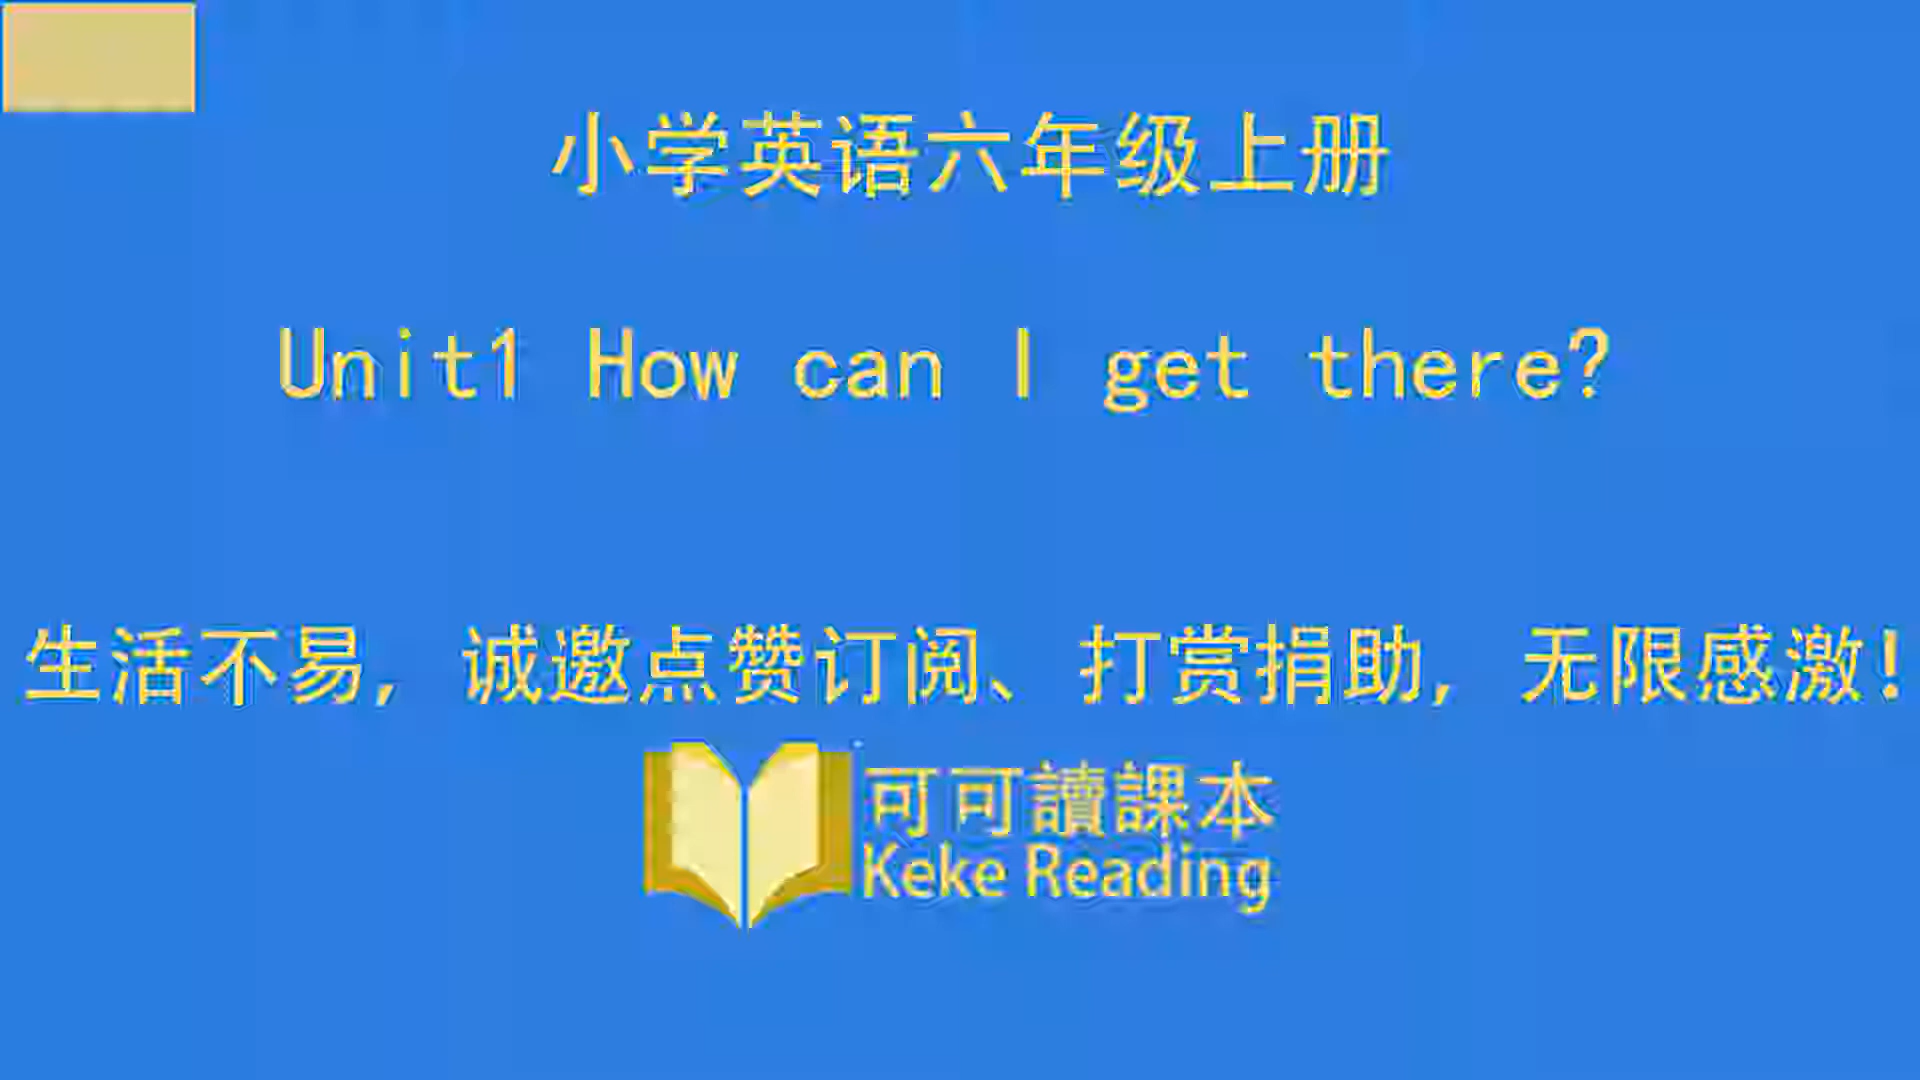 小学英语六年级上册
Unit1 How can I get there?
生活不易, 诚邀点赞订阅、打赏捐助, 无限感激!
可可讀課本
Keke Reading